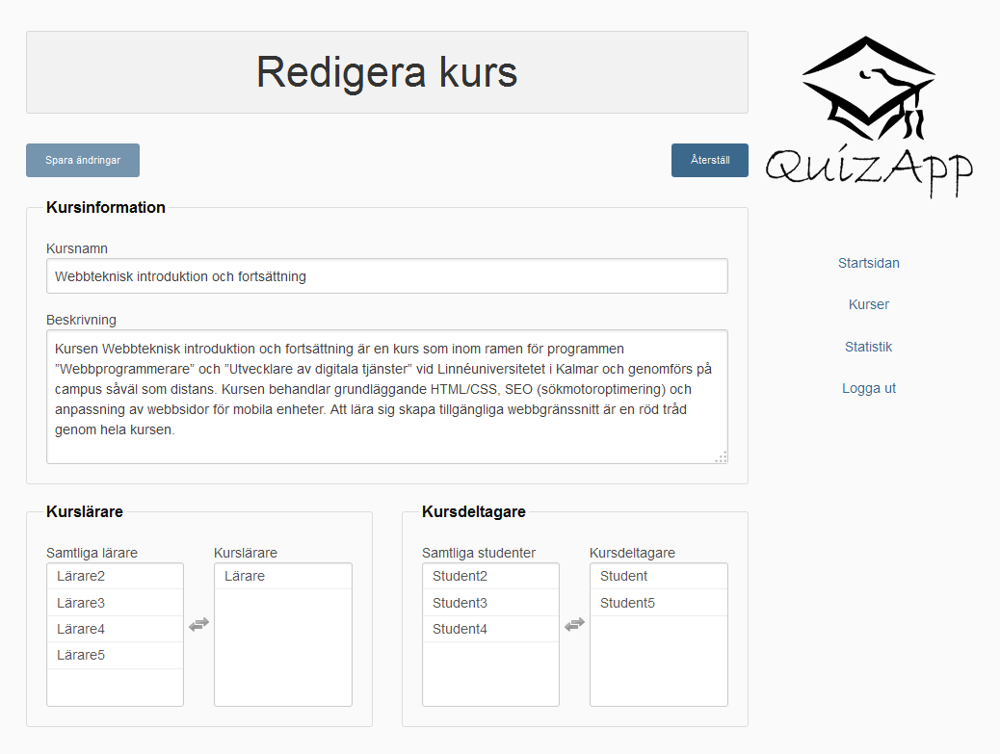 Redigera kurs
Spara ändringar
Återställ
QuizApp
Startsidan
Kurser
Statistik
Logga ut
Kursinformation
Kursnamn
Webbteknisk introduktion och fortsättning
Beskrivning
Kursen Webbteknisk introduktion och fortsättning är en kurs som inom ramen för programmen
”Webbprogrammerare” och ”Utvecklare av digitala tjänster” vid Linnéuniversitetet i Kalmar och genomförs på
campus såväl som distans. Kursen behandlar grundläggande HTML/CSS, SEO (sökmotoroptimering) och
anpassning av webbsidor för mobila enheter. Att lära sig skapa tillgängliga webbgränssnitt är en röd tråd
genom hela kursen.
Kurslärare
Samtliga lärare
Lärare2
Lärare3
Lärare4
Lärare5
Kurslärare
Lärare
Kursdeltagare
Samtliga studenter
Student2
Student3
Student4
Kursdeltagare
Student
Student5